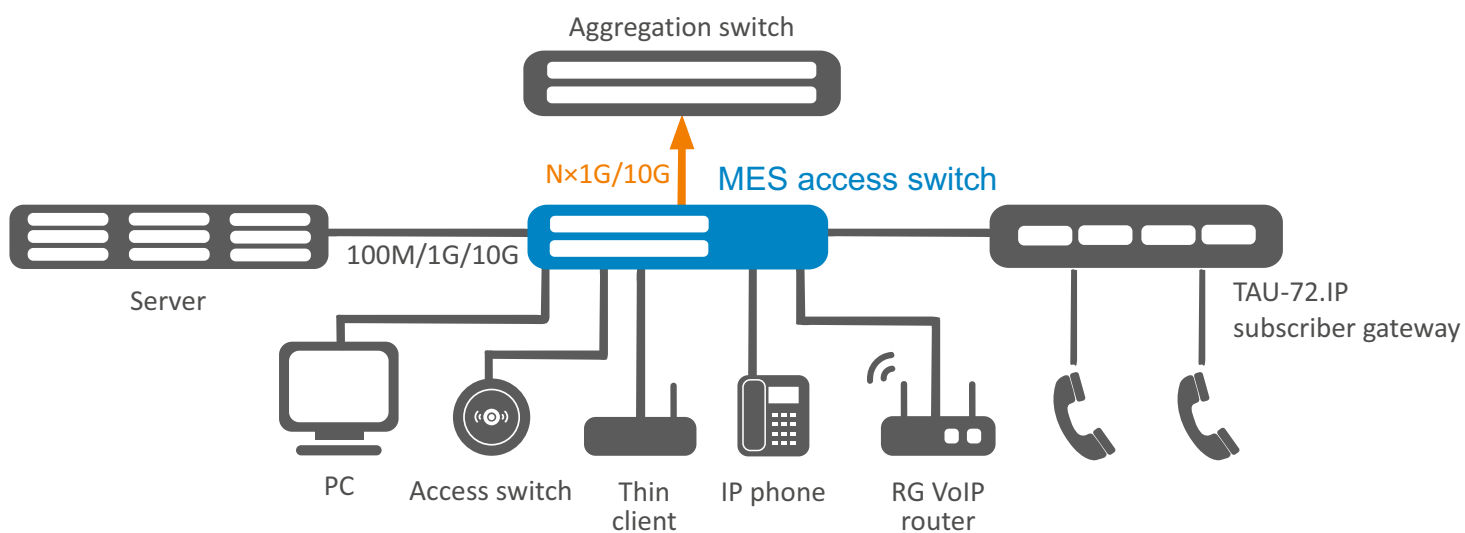 Aggregation switch
N×1G/10G
MES access switch
100M/1G/10G
Server
TAU-72.IP
subscriber gateway
PC
Access switch
Thin
client
IP phone
RG VoIP
router